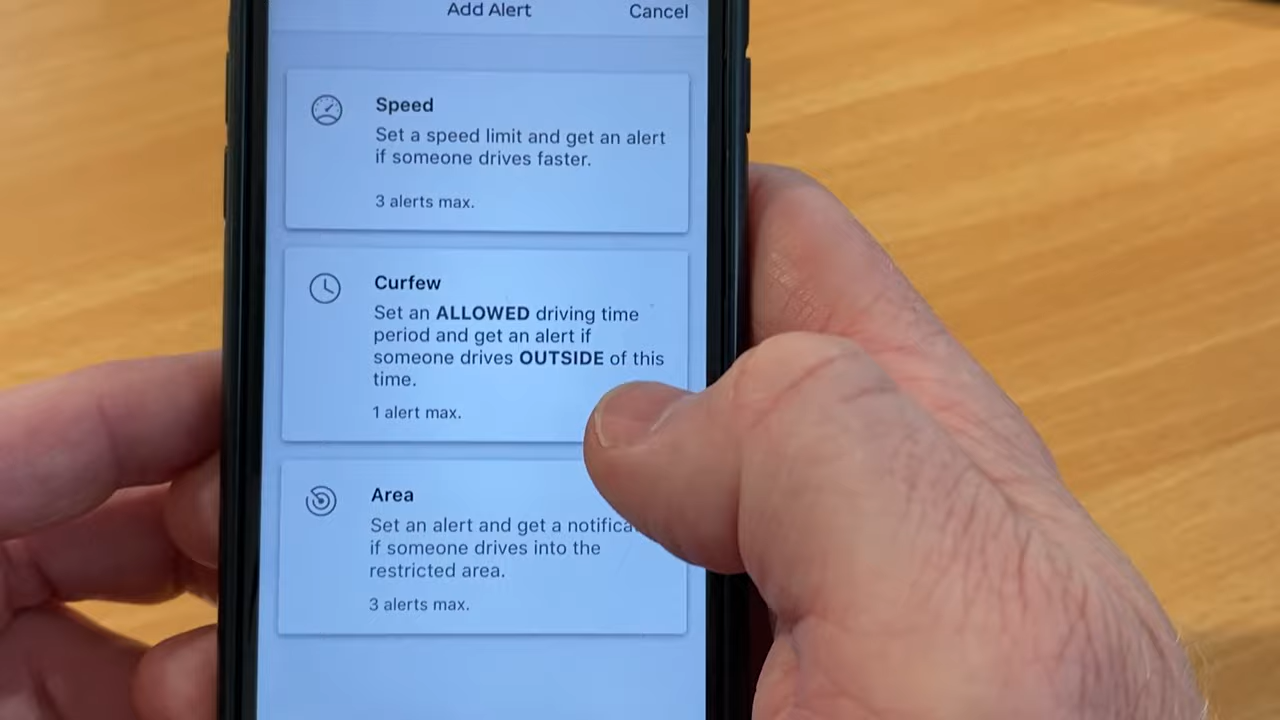 Add Alert
Cancel
Speed
Set a speed limit and get an alert
if someone drives faster.
3 alerts max.
Curfew
Set an ALLOWED driving time
period and get an alert if
someone drives OUTSIDE of this
time.
1 alert max.
Area
Set an alert and get a
if someone drives into the
restricted area.
3 alerts max.